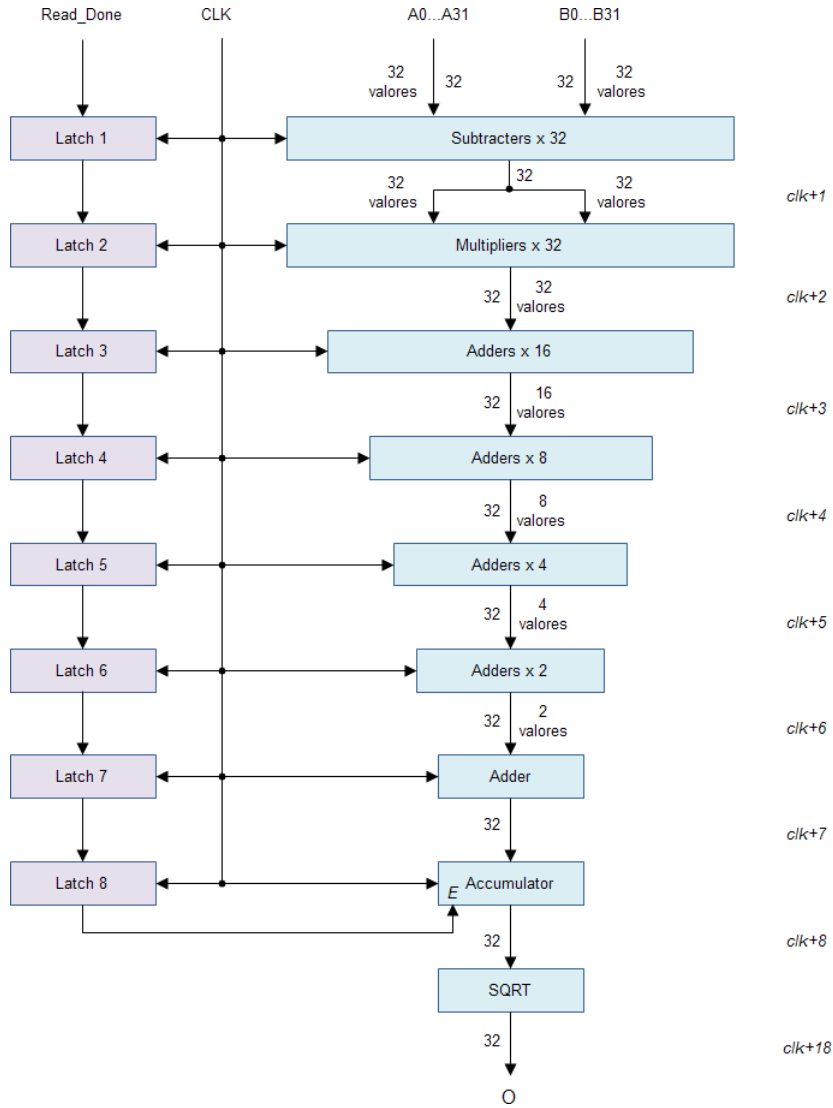 Read_Done
CLK
A0...A31
B0...B31
32
valores
32
32
32
valores
Latch 1
Subtracters x 32
32
valores
32
32
valores
clk+1
Latch 2
Multipliers x 32
32
32
valores
clk+2
Latch 3
Adders x 16
32
16
valores
clk+3
Latch 4
Adders x 8
32
8
valores
clk+4
Latch 5
Adders x 4
32
4
valores
clk+5
Latch 6
Adders x 2
32
2
valores
clk+6
Latch 7
Adder
32
clk+7
Latch 8
Accumulator
E
32
clk+8
SQRT
32
clk+18
O